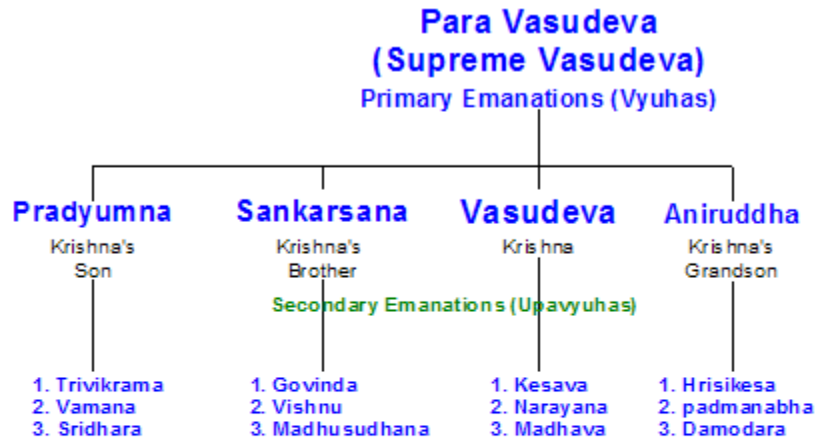 Para Vasudeva
(Supreme Vasudeva)
Primary Emanations (Vyuhas)
Pradyumna
Krishna's
Son
Sankarsana
Krishna's
Brother
Vasudeva
Krishna
Aniruddha
Krishna's
Grandson
Secondary Emanations (Upavyuhas)
1. Trivikrama
2. Vamana
3. Sridhara
1. Govinda
2. Vishnu
3. Madhusudhana
1. Kesava
2. Narayana
3. Madhava
1. Hrisikesa
2. padmanabha
3. Damodara